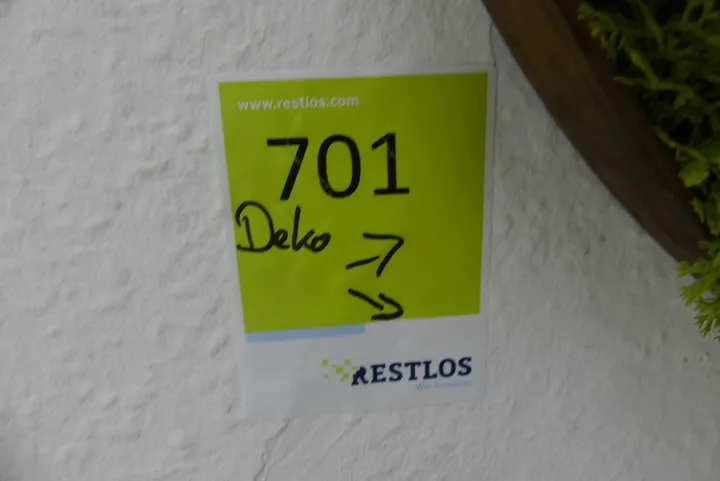 www.restlos.com
701
Deko →
↘
RESTLOS